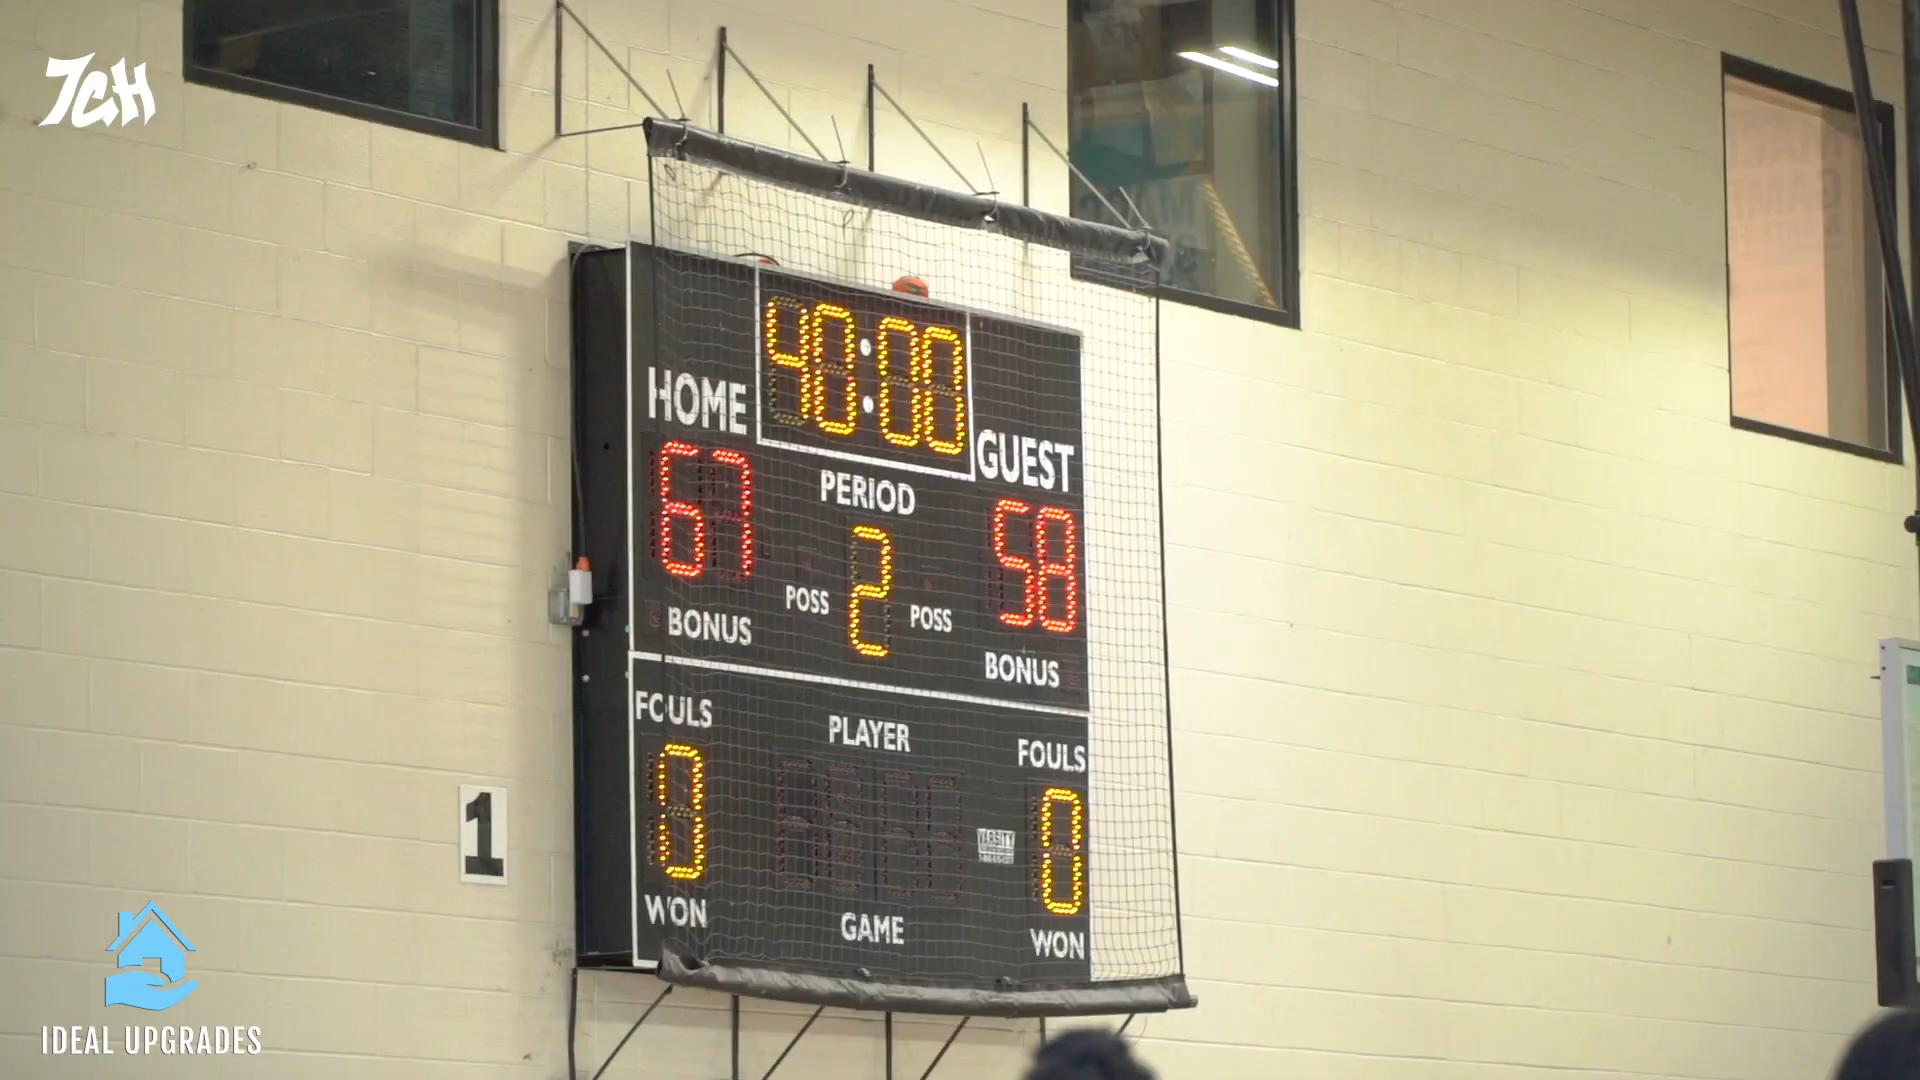 7CH
40:00
HOME
GUEST
67
PERIOD
58
2
POSS
POSS
BONUS
BONUS
FOULS
PLAYER
FOULS
0
0
VARSITY
WON
GAME
WON
1
IDEAL UPGRADES